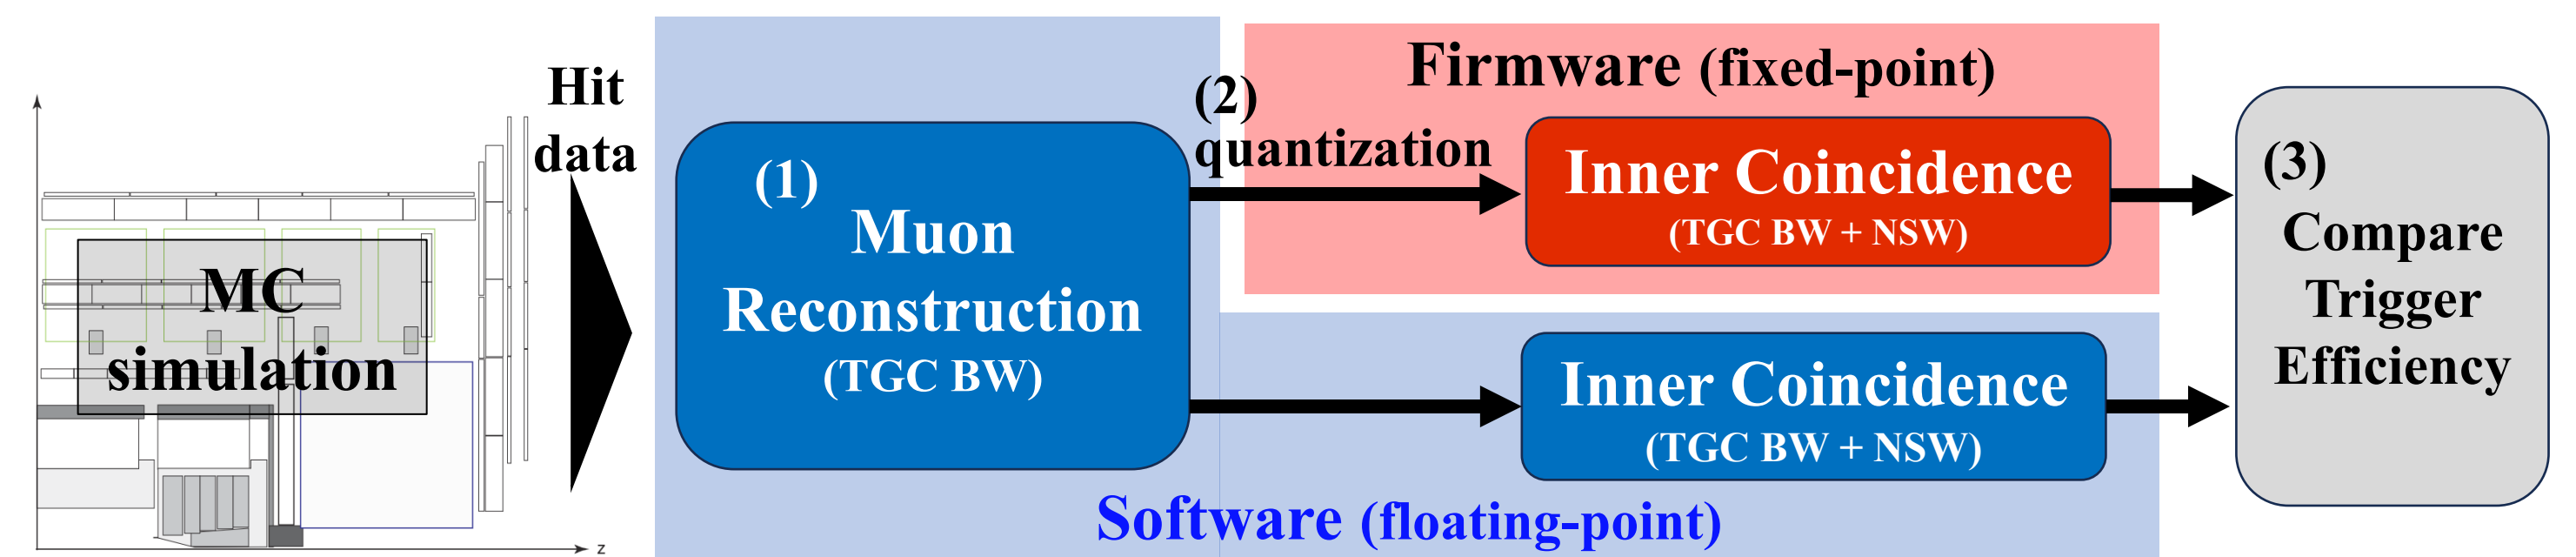 MC
simulation
z
Hit
data
(1)
Muon
Reconstruction
(TGC BW)
(2)
quantization
Firmware (fixed-point)
Inner Coincidence
(TGC BW + NSW)
Inner Coincidence
(TGC BW + NSW)
Software (floating-point)
(3)
Compare
Trigger
Efficiency